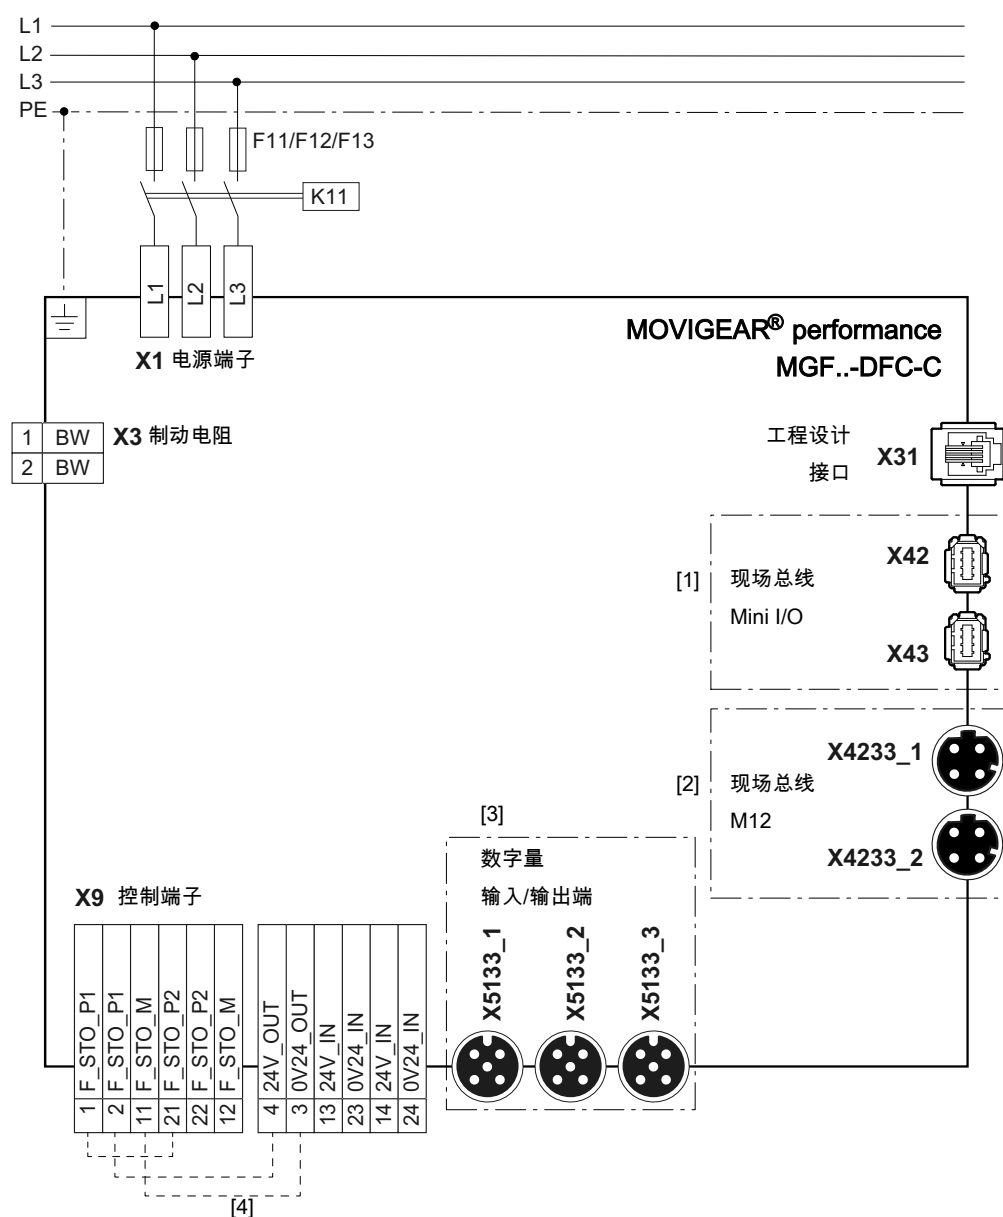 L1
L2
L3
PE
F11/F12/F13
K11
L1
L2
L3
MOVIGEAR® performance
MGF..-DFC-C
X1 电源端子
1 BW
2 BW
X3 制动电阻
工程设计
接口
X31
[1]
现场总线
Mini I/O
X42
X43
[2]
现场总线
M12
X4233_1
X4233_2
[3]
数字量
输入/输出端
X5133_1
X5133_2
X5133_3
X9 控制端子
1 F_STO_P1
2 F_STO_P1
11 F_STO_M
21 F_STO_P2
22 F_STO_P2
12 F_STO_M
4 24V_OUT
3 0V24_OUT
13 24V_IN
23 0V24_IN
14 24V_IN
24 0V24_IN
[4]